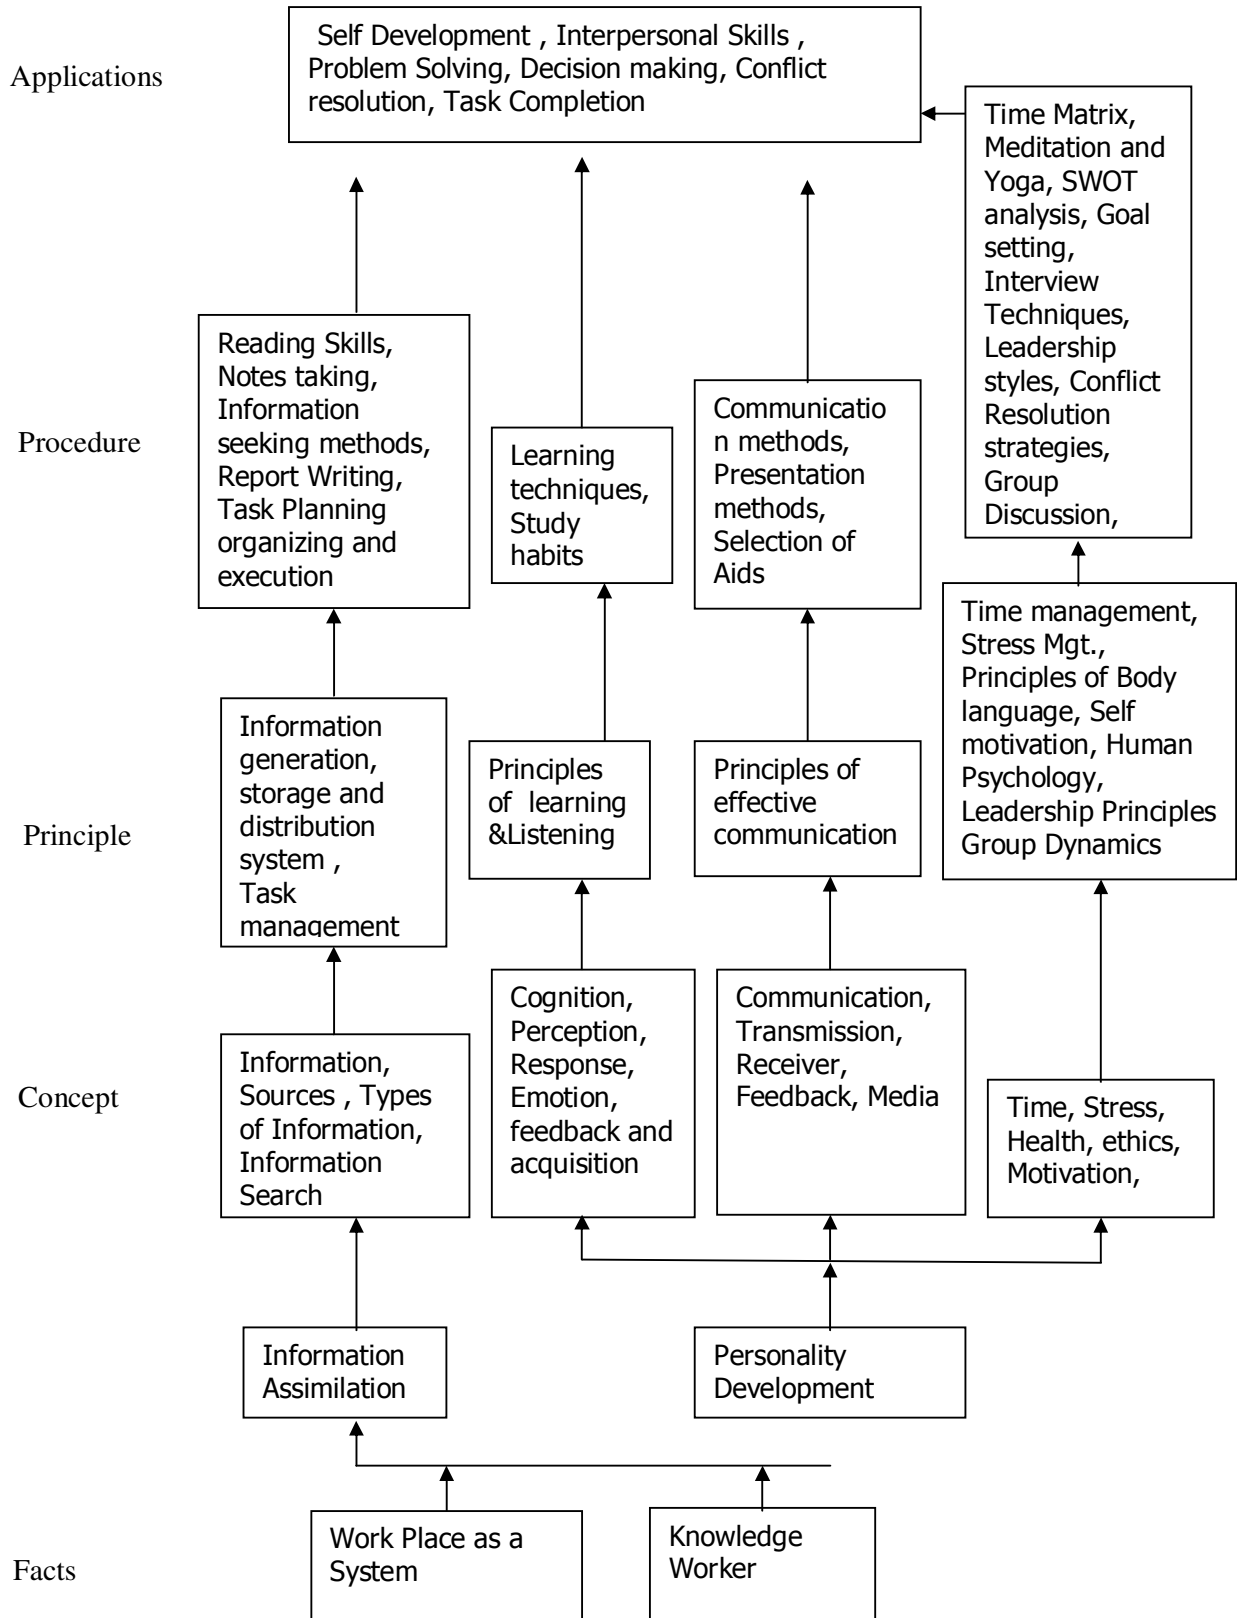 Applications
Self Development , Interpersonal Skills ,
Problem Solving, Decision making, Conflict
resolution, Task Completion
Time Matrix,
Meditation and
Yoga, SWOT
analysis, Goal
setting,
Interview
Techniques,
Leadership
styles, Conflict
Resolution
strategies,
Group
Discussion,
Procedure
Reading Skills,
Notes taking,
Information
seeking methods,
Report Writing,
Task Planning
organizing and
execution
Learning
techniques,
Study
habits
Communicatio
n methods,
Presentation
methods,
Selection of
Aids
Principle
Information
generation,
storage and
distribution
system ,
Task
management
Principles
of learning
&Listening
Principles of
effective
communication
Time management,
Stress Mgt.,
Principles of Body
language, Self
motivation, Human
Psychology,
Leadership Principles
Group Dynamics
Concept
Information,
Sources , Types
of Information,
Information
Search
Cognition,
Perception,
Response,
Emotion,
feedback and
acquisition
Communication,
Transmission,
Receiver,
Feedback, Media
Time, Stress,
Health, ethics,
Motivation,
Information
Assimilation
Personality
Development
Facts
Work Place as a
System
Knowledge
Worker